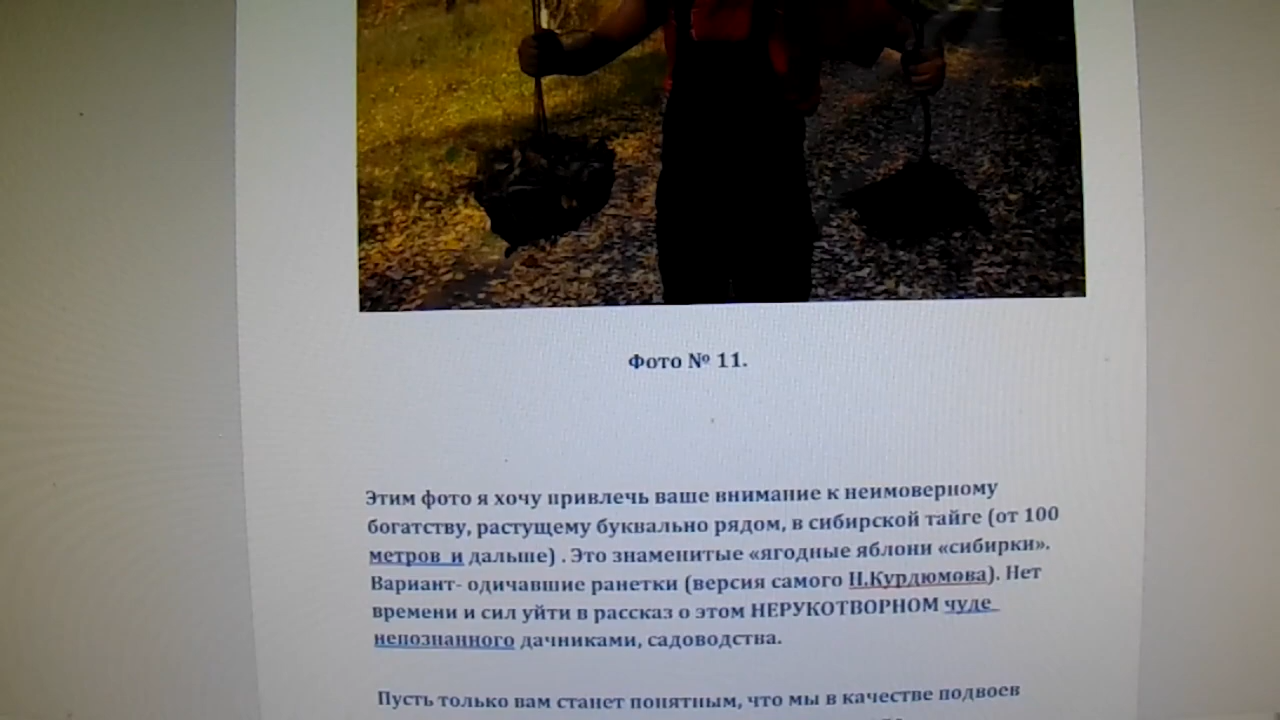 Фото № 11.
Этим фото я хочу привлечь ваше внимание к неимоверному
богатству, растущему буквально рядом, в сибирской тайге (от 100
метров и дальше) . Это знаменитые «ягодные яблони «сибирки».
Вариант- одичавшие ранетки (версия самого Н.Курдюмова). Нет
времени и сил уйти в рассказ о этом НЕРУКОТВОРНОМ чуде
непознанного дачниками, садоводства.
Пусть только вам станет понятным, что мы в качестве подвоев